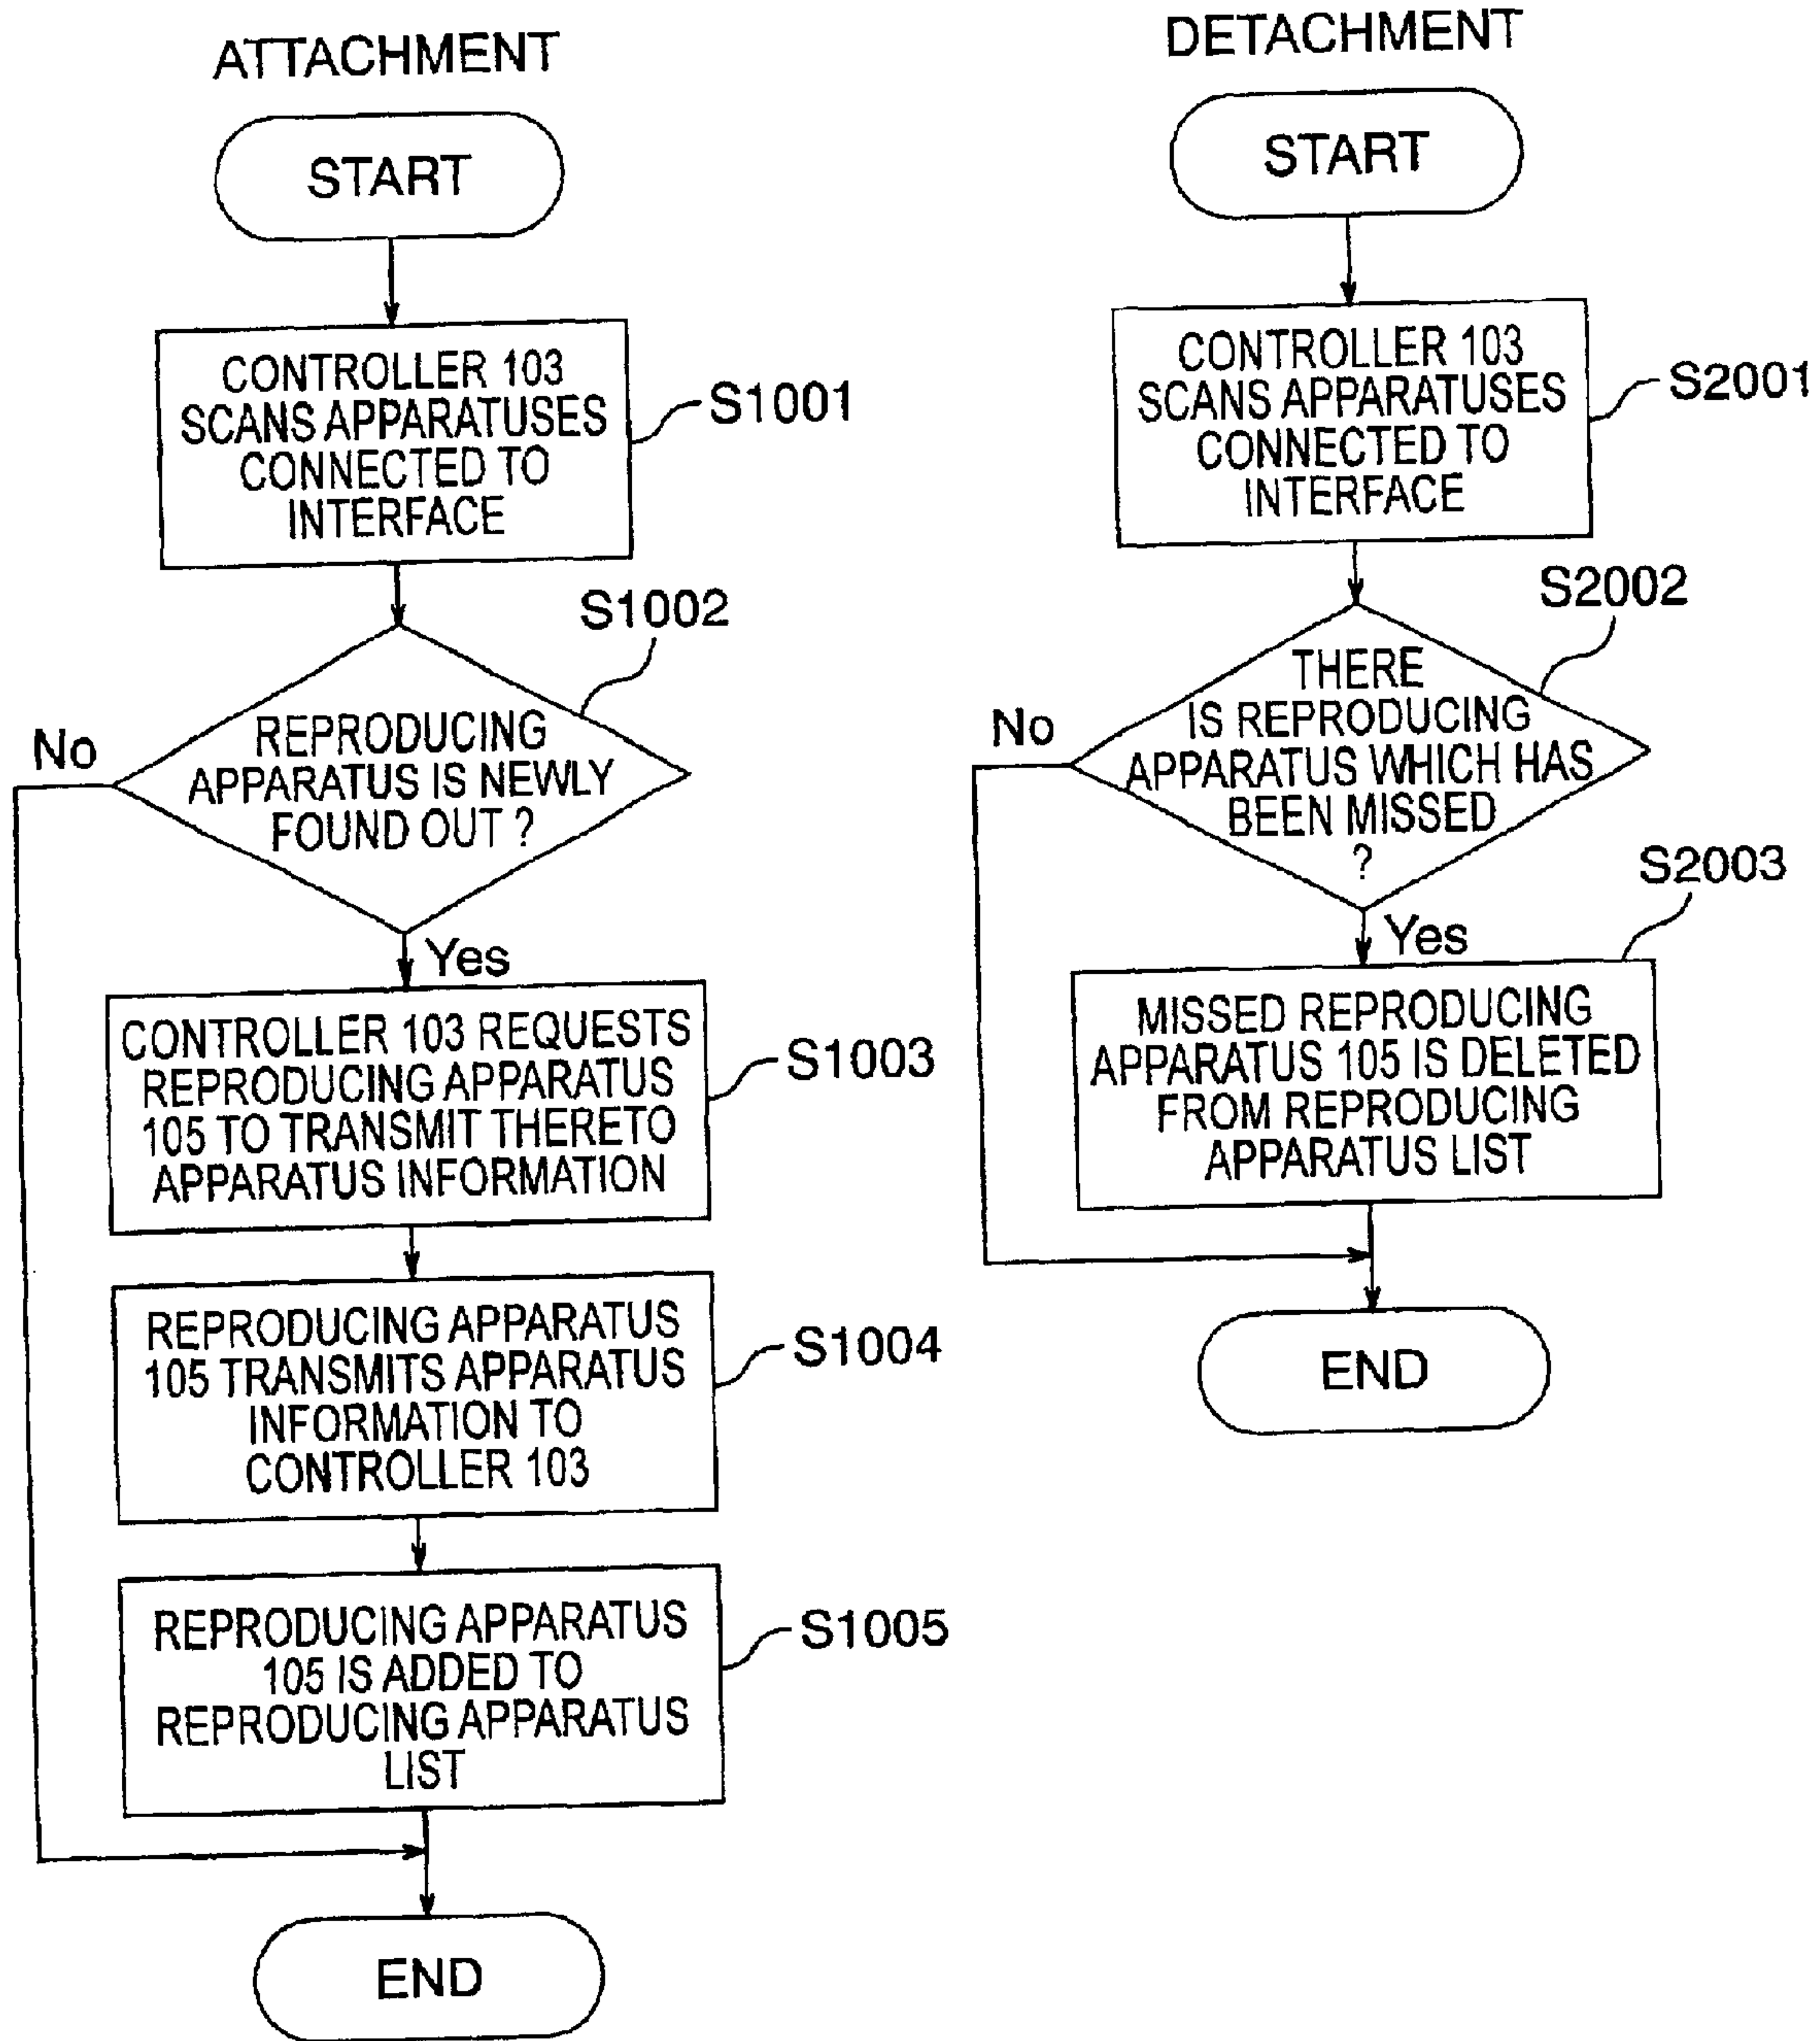 ATTACHMENT
START
CONTROLLER 103
SCANS APPARATUSES
CONNECTED TO
INTERFACE
S1001
S1002
REPRODUCING
APPARATUS IS NEWLY
FOUND OUT ?
No
Yes
CONTROLLER 103 REQUESTS
REPRODUCING APPARATUS
105 TO TRANSMIT THERETO
APPARATUS INFORMATION
S1003
REPRODUCING APPARATUS
105 TRANSMITS APPARATUS
INFORMATION TO
CONTROLLER 103
S1004
REPRODUCING APPARATUS
105 IS ADDED TO
REPRODUCING APPARATUS
LIST
S1005
END
DETACHMENT
START
CONTROLLER 103
SCANS APPARATUSES
CONNECTED TO
INTERFACE
S2001
S2002
THERE
IS REPRODUCING
APPARATUS WHICH HAS
BEEN MISSED
?
No
Yes
S2003
MISSED REPRODUCING
APPARATUS 105 IS DELETED
FROM REPRODUCING
APPARATUS LIST
END